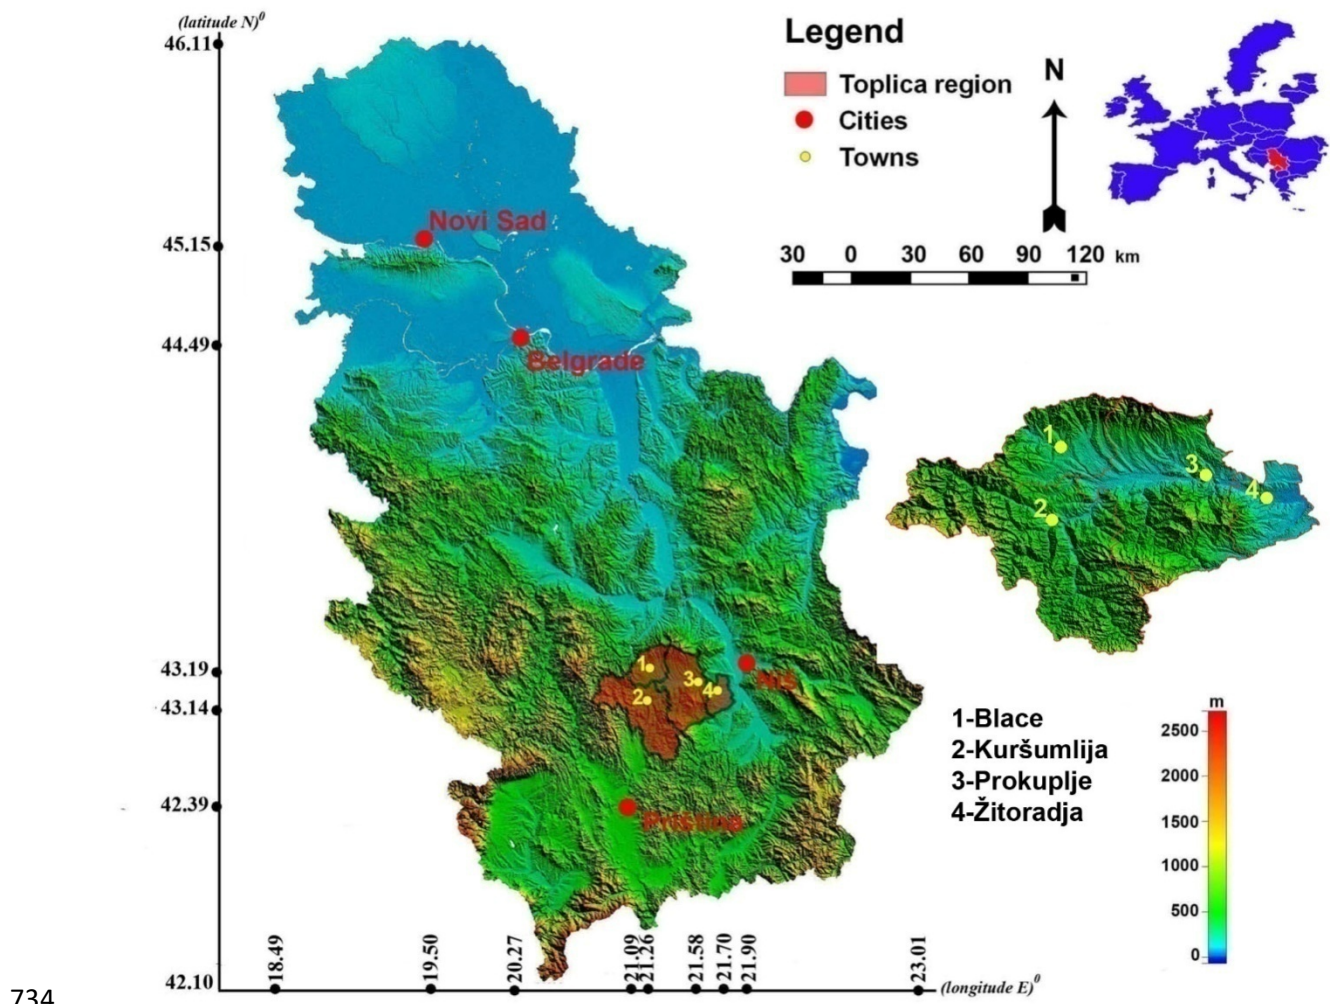 (latitude N)⁰
46.11
45.15
44.49
43.19
43.14
42.39
42.10
Legend
Toplica region
Cities
Towns
N
30 0 30 60 90 120 km
Novi Sad
Belgrade
Niš
Priština
1
2
3
4
1
2
3
4
1-Blace
2-Kuršumlija
3-Prokuplje
4-Žitoradja
m
2500
2000
1500
1000
500
0
18.49
19.50
20.27
21.09
21.26
21.58
21.70
21.90
23.01
(longitude E)⁰
734